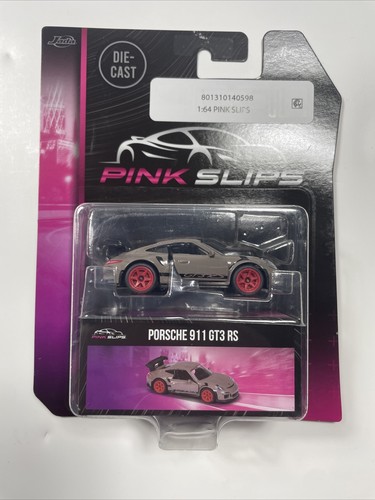 Jada
DIE-
CAST
801310140598
1:64 PINK SLIPS
PINK SLIPS
PINK SLIPS
PORSCHE 911 GT3 RS